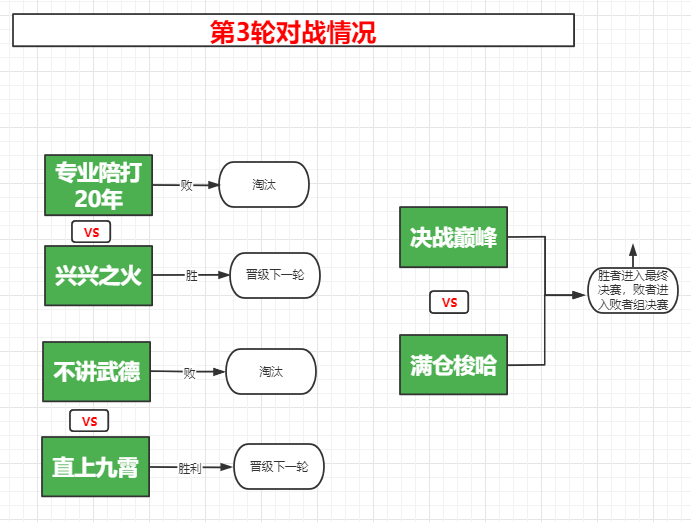 第3轮对战情况
专业陪打
20年
败
淘汰
VS
兴兴之火
胜
晋级下一轮
不讲武德
败
淘汰
VS
直上九霄
胜利
晋级下一轮
决战巅峰
VS
满仓梭哈
胜者进入最终
决赛，败者进
入败者组决赛